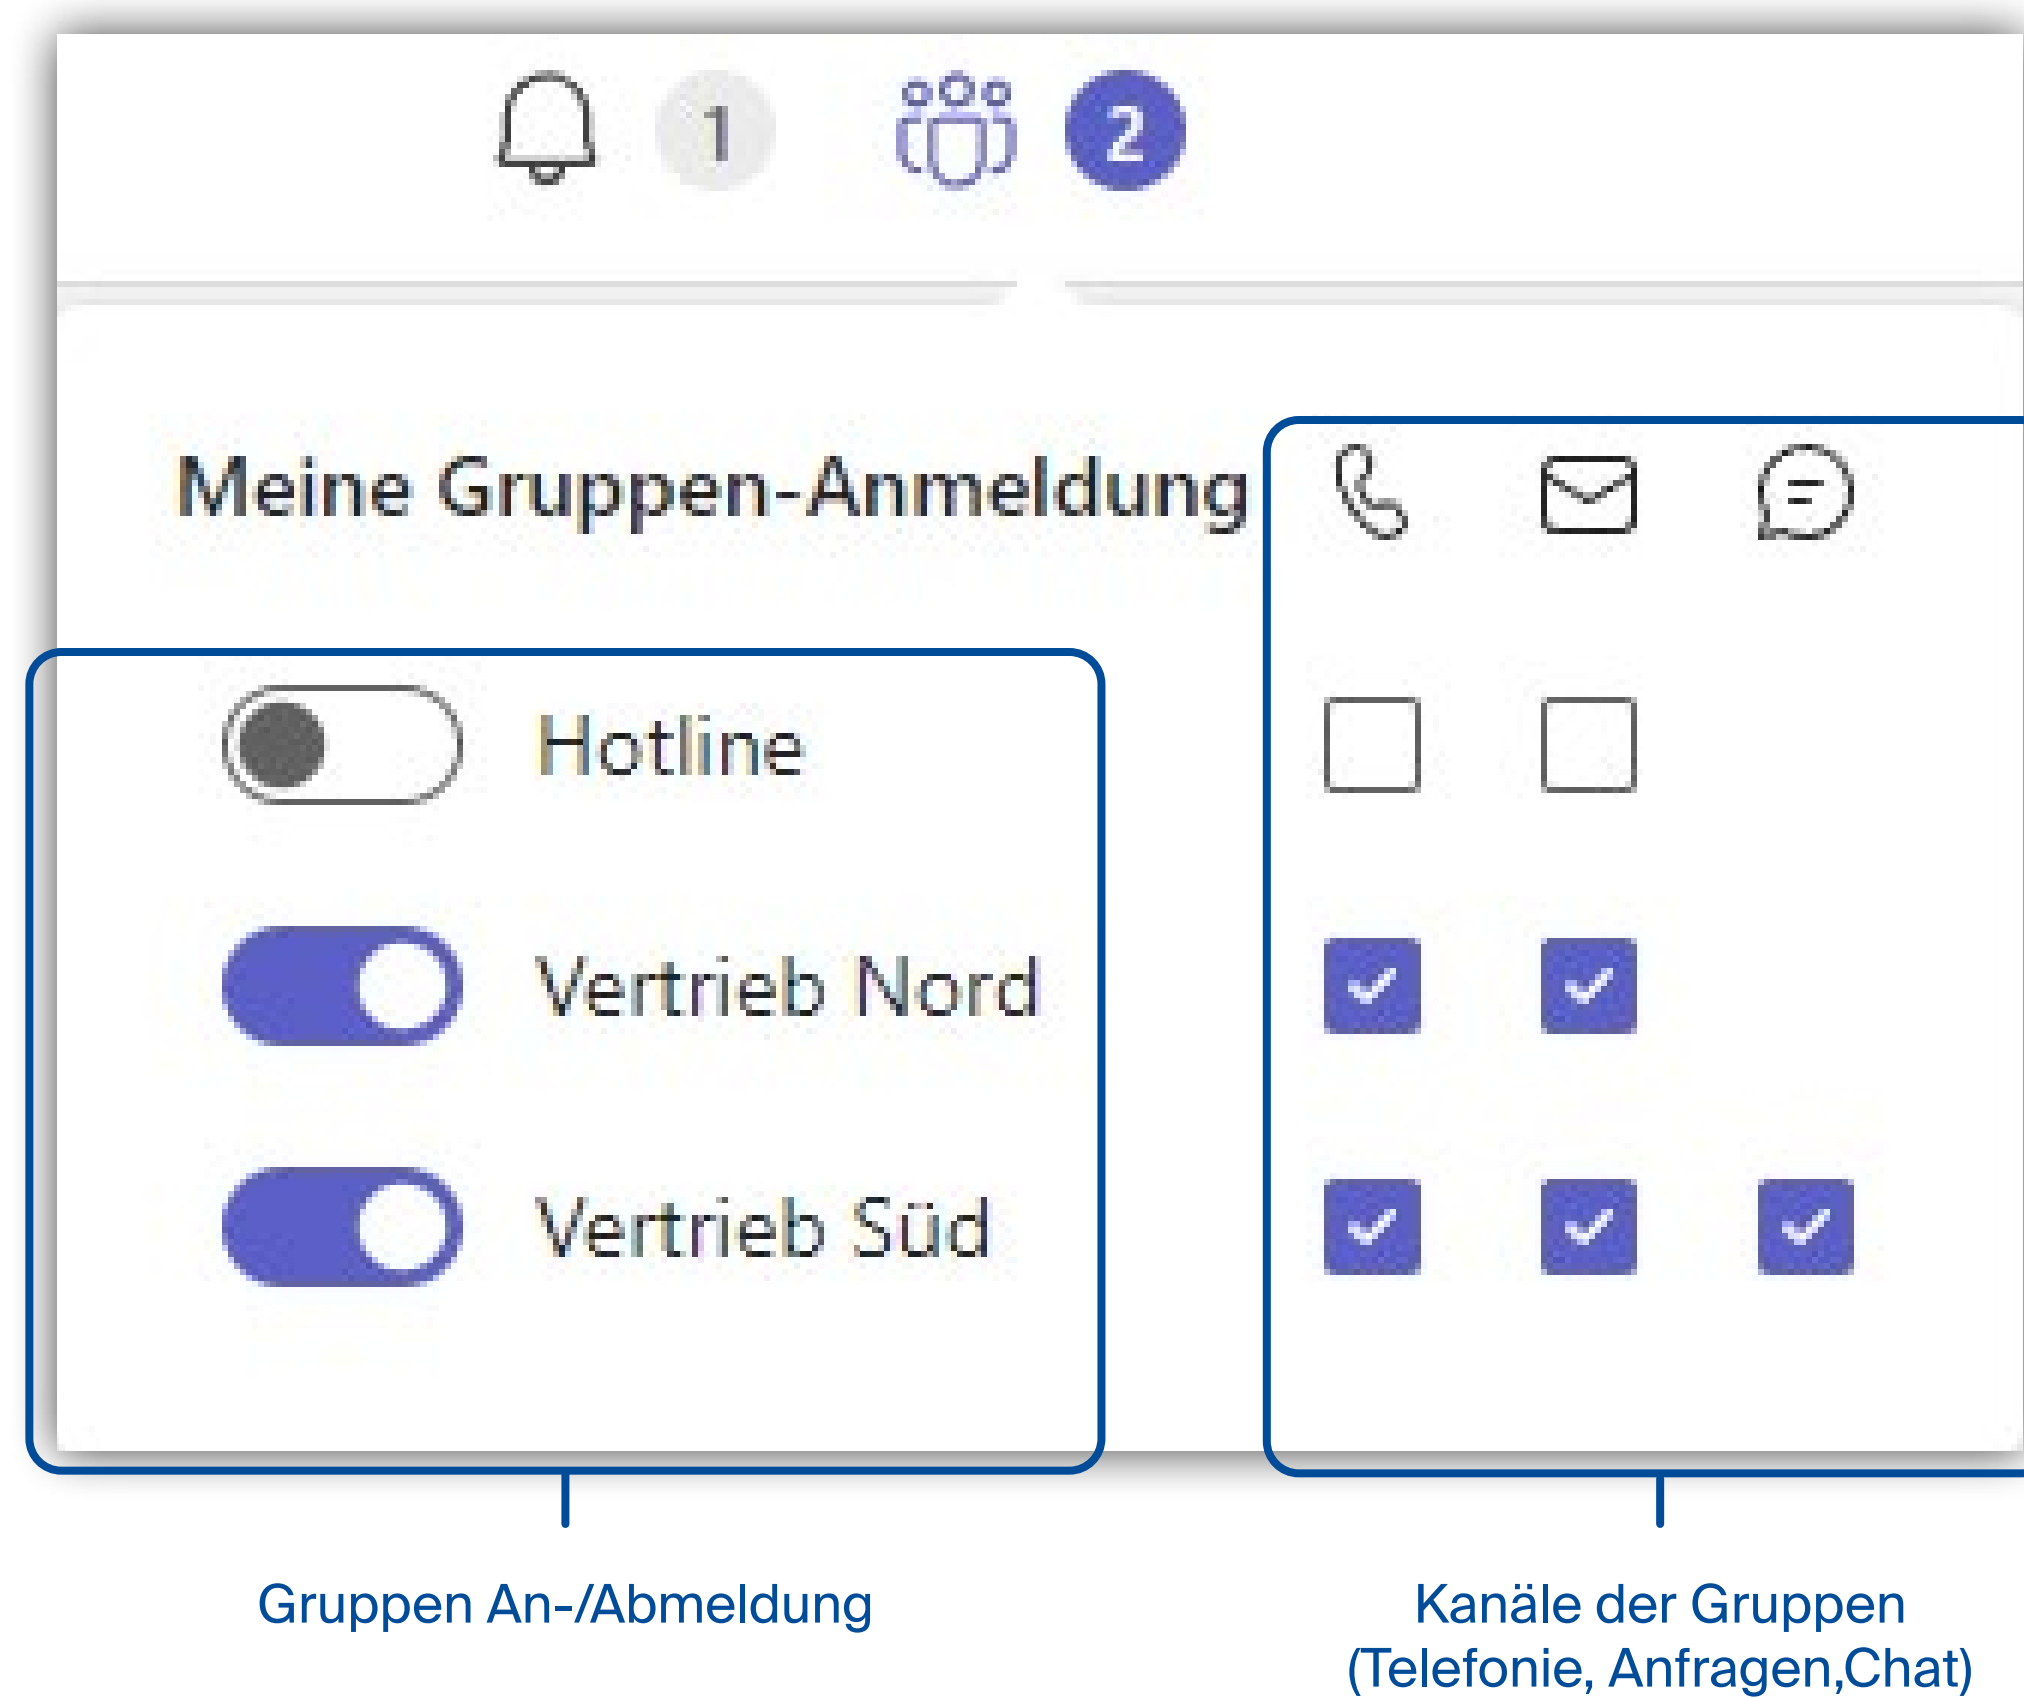 1 2
Meine Gruppen-Anmeldung
Hotline
Vertrieb Nord
Vertrieb Süd
Gruppen An-/Abmeldung
Kanäle der Gruppen
(Telefonie, Anfragen,Chat)